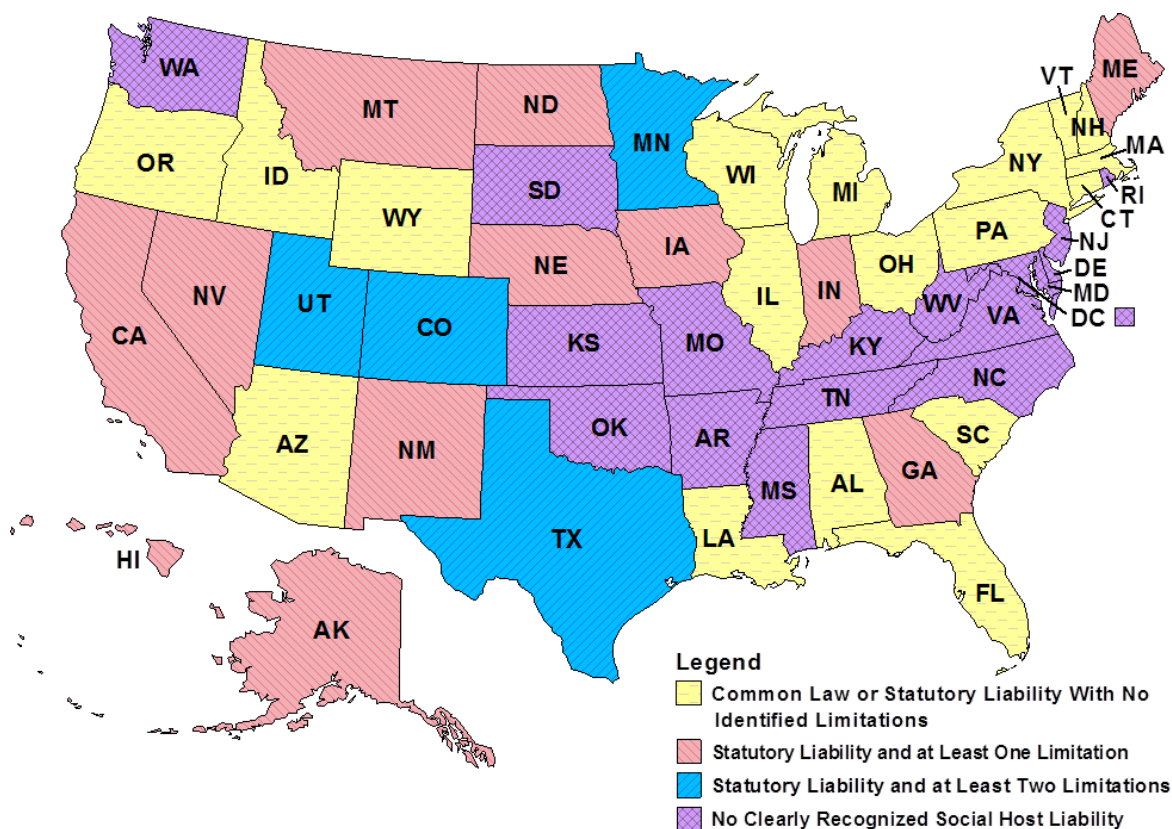 WA
MT
ND
MN
VT
ME
NH
MA
OR
ID
WY
SD
WI
MI
NY
RI
CT
NV
UT
CO
NE
IA
IL
IN
OH
PA
NJ
DE
MD
DC
CA
KS
MO
KY
WV
VA
AZ
NM
OK
AR
TN
NC
SC
TX
LA
MS
AL
GA
FL
HI
AK
Legend
Common Law or Statutory Liability With No
Identified Limitations
Statutory Liability and at Least One Limitation
Statutory Liability and at Least Two Limitations
No Clearly Recognized Social Host Liability